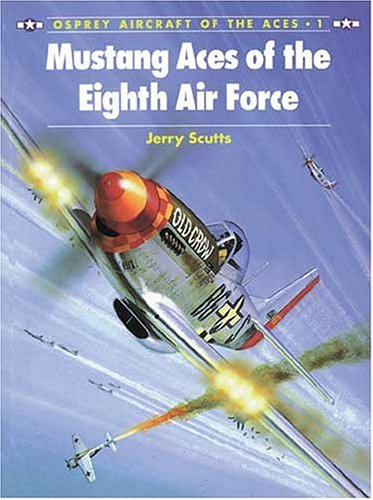 OSPREY AIRCRAFT OF THE ACES • 1
Mustang Aces of the
Eighth Air Force
Jerry Scutts
OLD CROW